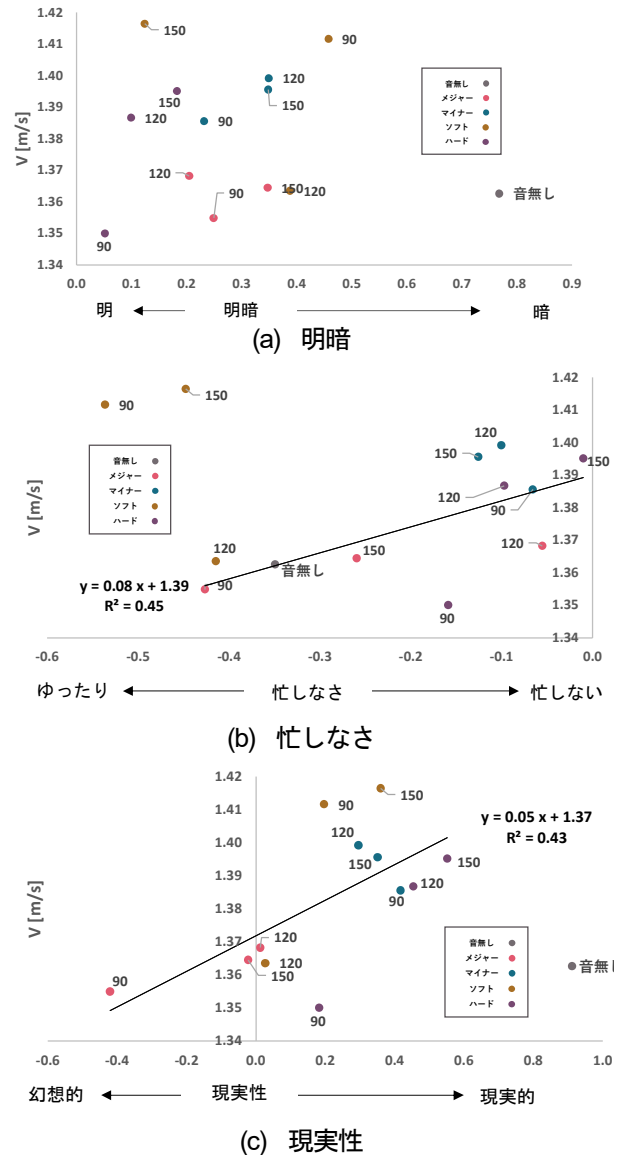 1.42
1.41
1.40
1.39
1.38
1.37
1.36
1.35
1.34
V [m/s]
150
90
120
150
150
120
90
120
90
150
120
90
音無し
音無し
メジャー
マイナー
ソフト
ハード
0.0 0.1 0.2 0.3 0.4 0.5 0.6 0.7 0.8 0.9
明 明暗 暗
(a) 明暗
1.42
1.41
1.40
1.39
1.38
1.37
1.36
1.35
1.34
V [m/s]
90
150
120
150
150
120
90
120
120
150
音無し
90
90
音無し
メジャー
マイナー
ソフト
ハード
y = 0.08 x + 1.39
R² = 0.45
-0.6 -0.5 -0.4 -0.3 -0.2 -0.1 0.0
ゆったり 忙しなさ 忙しない
(b) 忙しなさ
1.42
1.41
1.40
1.39
1.38
1.37
1.36
1.35
1.34
V [m/s]
150
90
y = 0.05 x + 1.37
R² = 0.43
120
150
150
120
90
120
120
150
90
90
音無し
音無し
メジャー
マイナー
ソフト
ハード
-0.6 -0.4 -0.2 0.0 0.2 0.4 0.6 0.8 1.0
幻想的 現実性 現実的
(c) 現実性